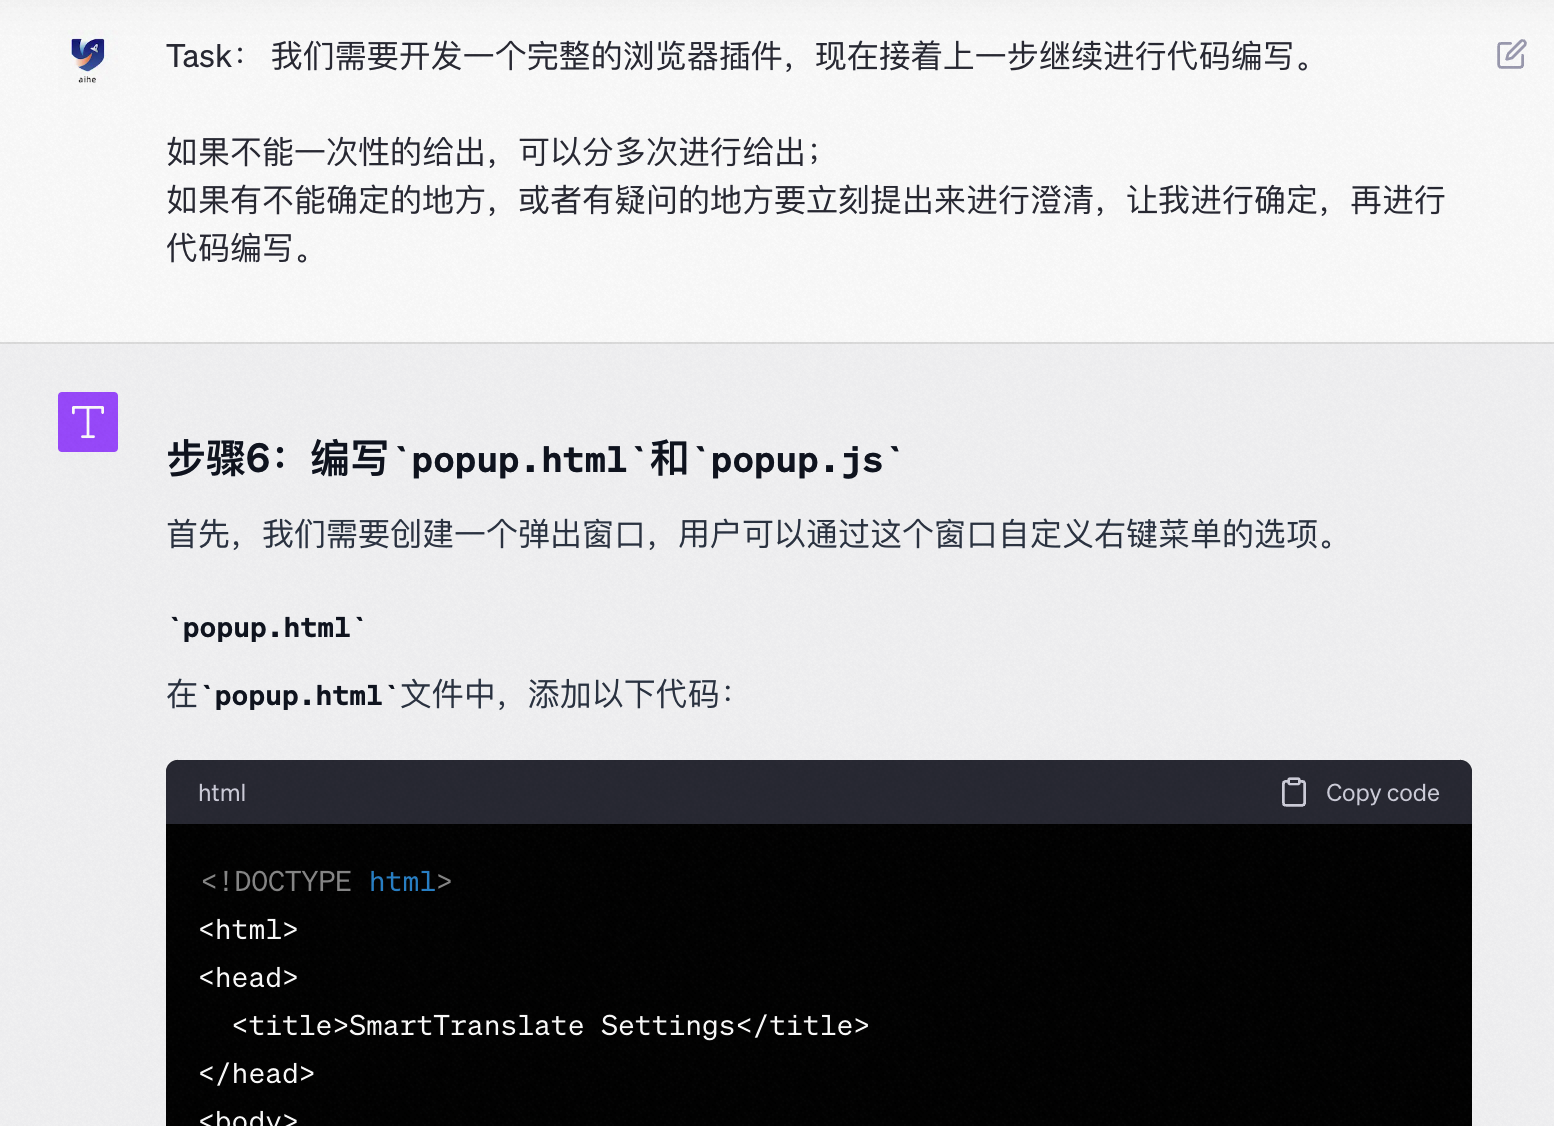 aihe
Task： 我们需要开发一个完整的浏览器插件，现在接着上一步继续进行代码编写。
如果不能一次性的给出，可以分多次进行给出；
如果有不能确定的地方，或者有疑问的地方要立刻提出来进行澄清，让我进行确定，再进行
代码编写。
T
步骤6：编写`popup.html`和`popup.js`
首先，我们需要创建一个弹出窗口，用户可以通过这个窗口自定义右键菜单的选项。
`popup.html`
在`popup.html`文件中，添加以下代码：
html
Copy code
<!DOCTYPE html>
<html>
<head>
  <title>SmartTranslate Settings</title>
</head>
<body>